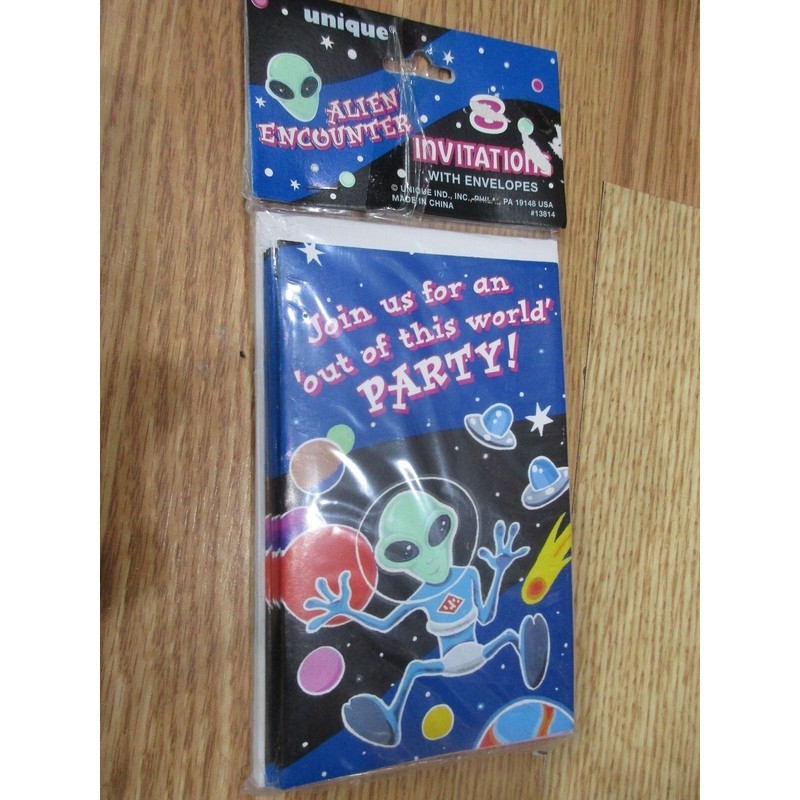 unique®
ALIEN
ENCOUNTER
8
INVITATIONS
WITH ENVELOPES
© UNIQUE IND., INC., PHILA., PA 19148 USA
MADE IN CHINA
#13814
Join us for an
'out of this world'
PARTY!